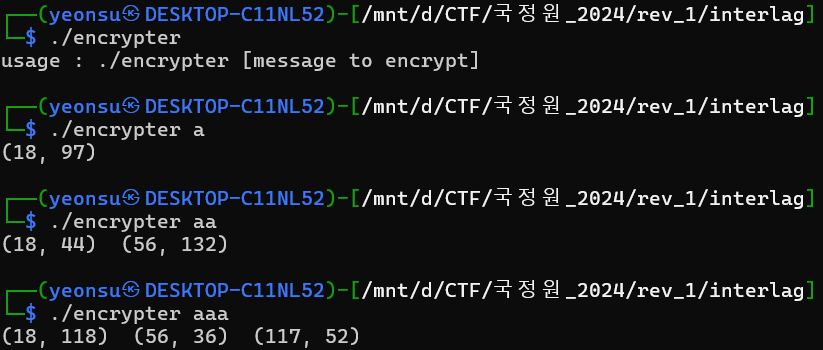 ┌──(yeonsu㉿DESKTOP-C11NL52)-[/mnt/d/CTF/국정원_2024/rev_1/interlag]
└─$ ./encrypter
usage : ./encrypter [message to encrypt]
┌──(yeonsu㉿DESKTOP-C11NL52)-[/mnt/d/CTF/국정원_2024/rev_1/interlag]
└─$ ./encrypter a
(18, 97)
┌──(yeonsu㉿DESKTOP-C11NL52)-[/mnt/d/CTF/국정원_2024/rev_1/interlag]
└─$ ./encrypter aa
(18, 44)  (56, 132)
┌──(yeonsu㉿DESKTOP-C11NL52)-[/mnt/d/CTF/국정원_2024/rev_1/interlag]
└─$ ./encrypter aaa
(18, 118)  (56, 36)  (117, 52)